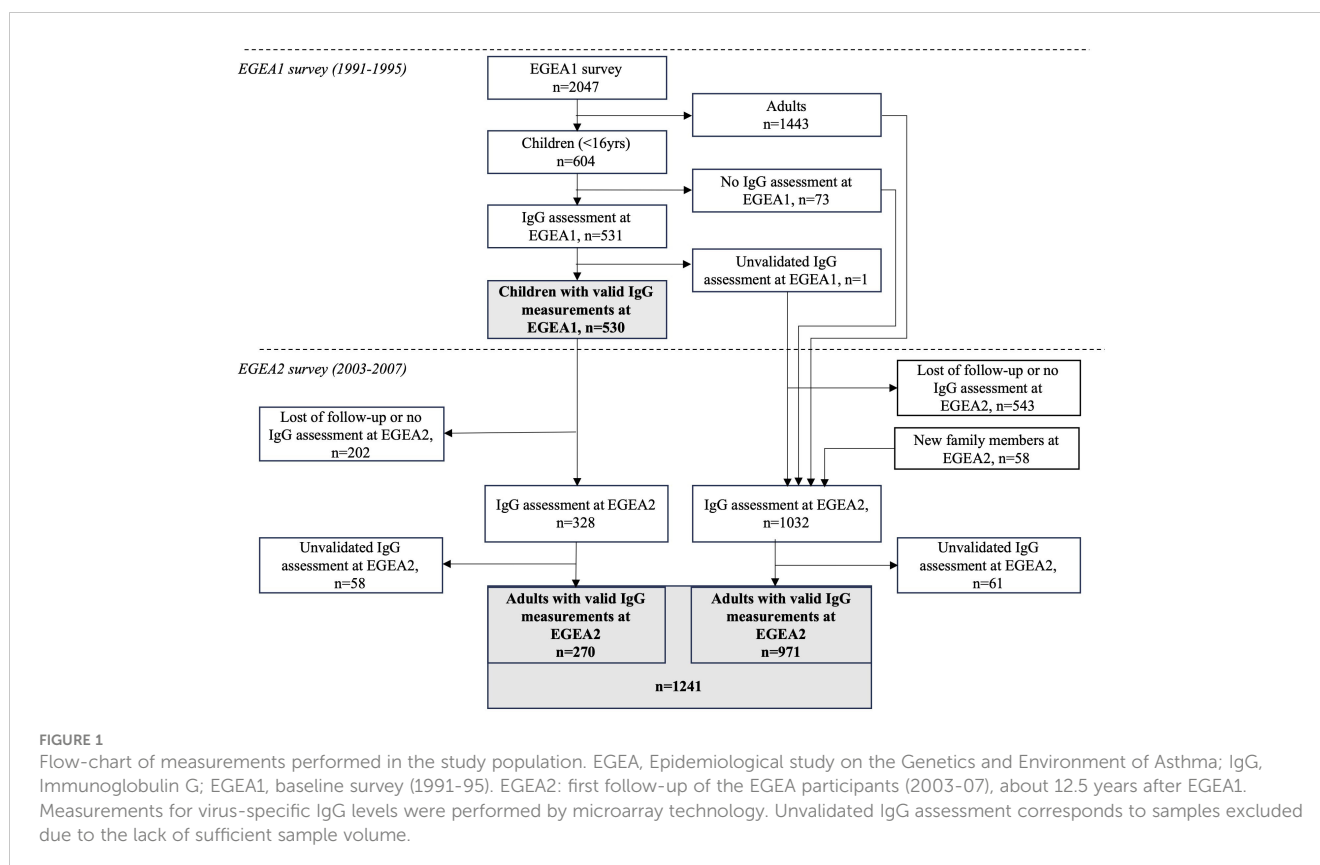 EGEA1 survey (1991-1995)
EGEA1 survey
n=2047
Adults
n=1443
Children (<16yrs)
n=604
No IgG assessment at
EGEA1, n=73
IgG assessment at
EGEA1, n=531
Unvalidated IgG
assessment at EGEA1, n=1
Children with valid IgG
measurements at
EGEA1, n=530
EGEA2 survey (2003-2007)
Lost of follow-up or no
IgG assessment at
EGEA2, n=543
Lost of follow-up or no
IgG assessment at EGEA2,
n=202
New family members at
EGEA2, n=58
IgG assessment at EGEA2
n=328
IgG assessment at EGEA2,
n=1032
Unvalidated IgG
assessment at EGEA2,
n=58
Unvalidated IgG
assessment at EGEA2,
n=61
Adults with valid IgG
measurements at
EGEA2
n=270
Adults with valid IgG
measurements at
EGEA2
n=971
n=1241
FIGURE 1
Flow-chart of measurements performed in the study population. EGEA, Epidemiological study on the Genetics and Environment of Asthma; IgG,
Immunoglobulin G; EGEA1, baseline survey (1991-95). EGEA2: first follow-up of the EGEA participants (2003-07), about 12.5 years after EGEA1.
Measurements for virus-specific IgG levels were performed by microarray technology. Unvalidated IgG assessment corresponds to samples excluded
due to the lack of sufficient sample volume.